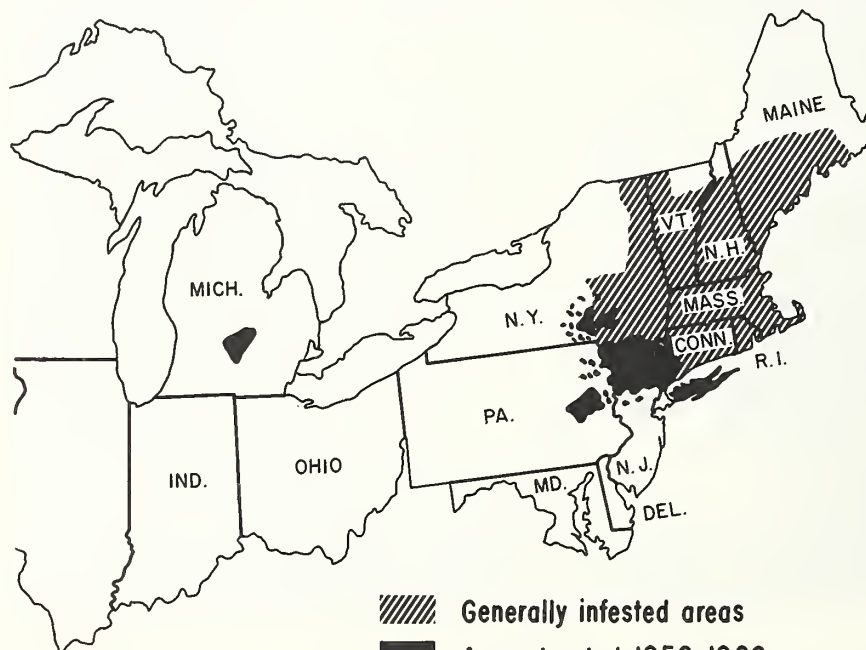 MAINE
VT.
N.H.
MICH.
MASS.
N.Y.
CONN.
R.I.
PA.
OHIO
IND.
N.J.
MD.
DEL.
Generally infested areas